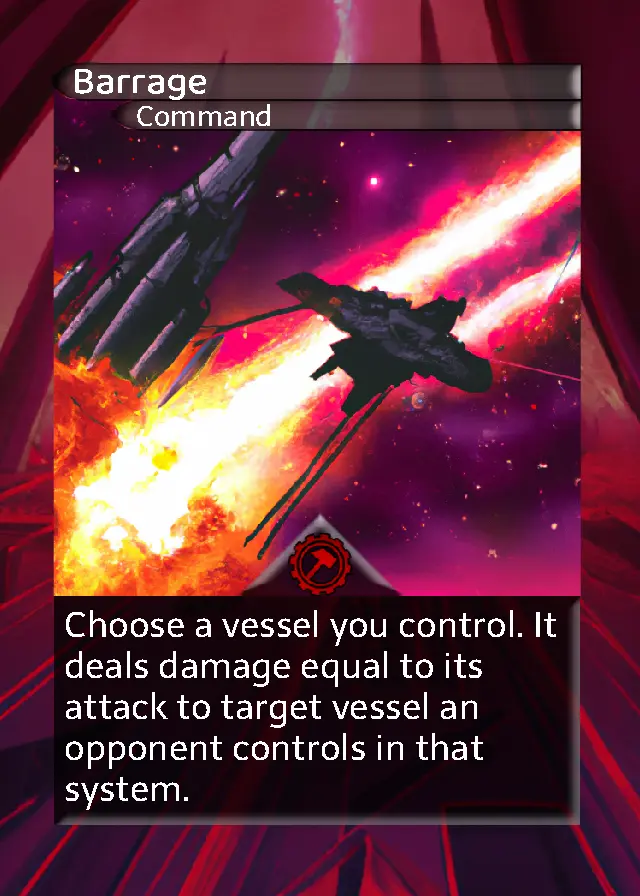 Barrage
Command
Choose a vessel you control. It
deals damage equal to its
attack to target vessel an
opponent controls in that
system.